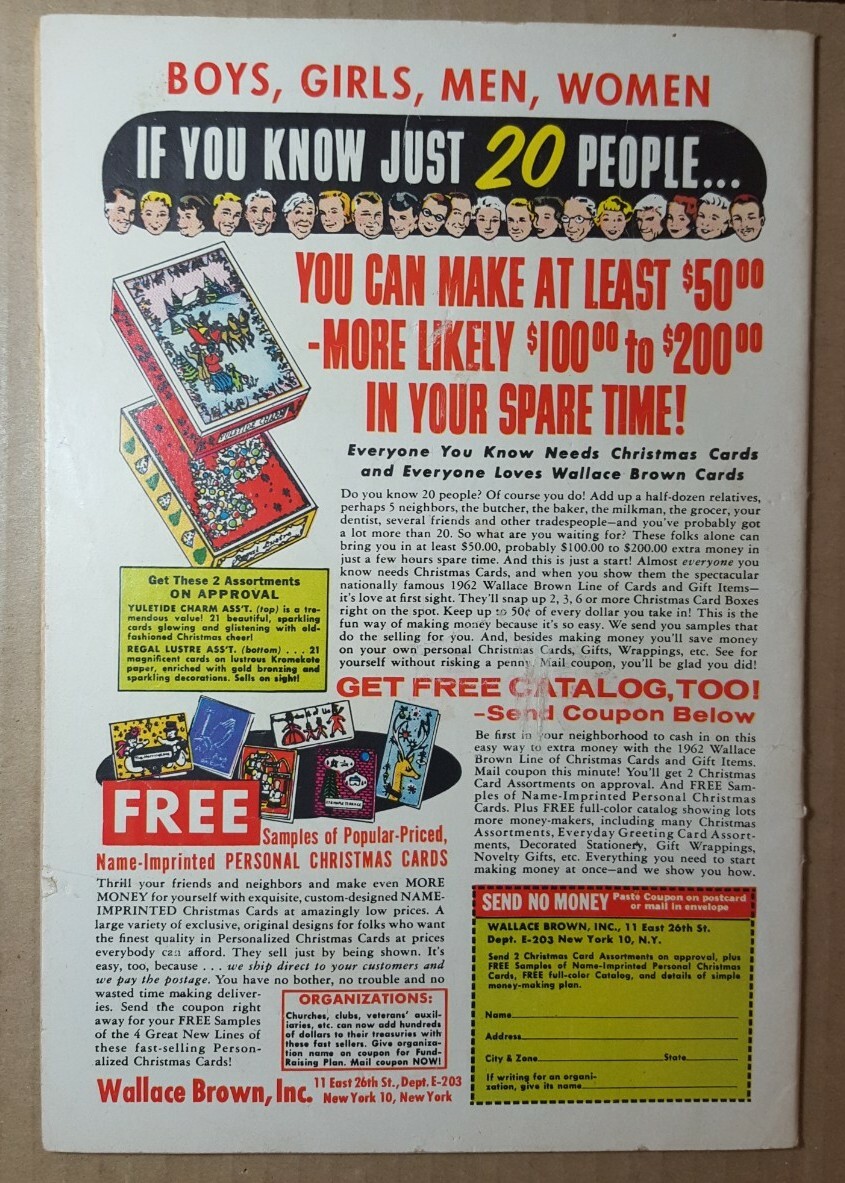 BOYS, GIRLS, MEN, WOMEN
IF YOU KNOW JUST 20 PEOPLE...
YOU CAN MAKE AT LEAST $50⁰⁰
-MORE LIKELY $100⁰⁰ to $200⁰⁰
IN YOUR SPARE TIME!
Everyone You Know Needs Christmas Cards
and Everyone Loves Wallace Brown Cards
Do you know 20 people? Of course you do! Add up a half-dozen relatives,
perhaps 5 neighbors, the butcher, the baker, the milkman, the grocer, your
dentist, several friends and other tradespeople—and you've probably got
a lot more than 20. So what are you waiting for? These folks alone can
bring you in at least $50.00, probably $100.00 to $200.00 extra money in
just a few hours spare time. And this is just a start! Almost everyone you
know needs Christmas Cards, and when you show them the spectacular
nationally famous 1962 Wallace Brown Line of Cards and Gift Items—
it's love at first sight. They'll snap up 2, 3, 6 or more Christmas Card Boxes
right on the spot. Keep up to 50¢ of every dollar you take in! This is the
fun way of making money because it's so easy. We send you samples that
do the selling for you. And, besides making money you'll save money
on your own personal Christmas Cards, Gifts, Wrappings, etc. See for
yourself without risking a penny. Mail coupon, you'll be glad you did!
YULETIDE CHARM
Regal Lustre
Get These 2 Assortments
ON APPROVAL
YULETIDE CHARM ASS'T. (top) is a tre-
mendous value! 21 beautiful, sparkling
cards glowing and glistening with old-
fashioned Christmas cheer!
REGAL LUSTRE ASS'T. (bottom) . . . 21
magnificent cards on lustrous Kromekote
paper, enriched with gold bronzing and
sparkling decorations. Sells on sight!
GET FREE CATALOG, TOO!
-Send Coupon Below
Be first in your neighborhood to cash in on this
easy way to extra money with the 1962 Wallace
Brown Line of Christmas Cards and Gift Items.
Mail coupon this minute! You'll get 2 Christmas
Card Assortments on approval. And FREE Sam-
ples of Name-Imprinted Personal Christmas
Cards. Plus FREE full-color catalog showing lots
more money-makers, including many Christmas
Assortments, Everyday Greeting Card Assort-
ments, Decorated Stationery, Gift Wrappings,
Novelty Gifts, etc. Everything you need to start
making money at once—and we show you how.
FREE
Samples of Popular-Priced,
Name-Imprinted PERSONAL CHRISTMAS CARDS
Thrill your friends and neighbors and make even MORE
MONEY for yourself with exquisite, custom-designed NAME-
IMPRINTED Christmas Cards at amazingly low prices. A
large variety of exclusive, original designs for folks who want
the finest quality in Personalized Christmas Cards at prices
everybody can afford. They sell just by being shown. It's
easy, too, because . . . we ship direct to your customers and
we pay the postage. You have no bother, no trouble and no
wasted time making deliver-
ies. Send the coupon right
away for your FREE Samples
of the 4 Great New Lines of
these fast-selling Person-
alized Christmas Cards!
ORGANIZATIONS:
Churches, clubs, veterans' auxil-
iaries, etc. can now add hundreds
of dollars to their treasuries with
these fast sellers. Give organiza-
tion name on coupon for Fund-
Raising Plan. Mail coupon NOW!
Wallace Brown, Inc. 11 East 26th St., Dept. E-203
New York 10, New York
SEND NO MONEY Paste Coupon on postcard
or mail in envelope
WALLACE BROWN, INC., 11 East 26th St.
Dept. E-203 New York 10, N.Y.
Send 2 Christmas Card Assortments on approval, plus
FREE Samples of Name-Imprinted Personal Christmas
Cards, FREE full-color Catalog, and details of simple
money-making plan.
Name
Address
City & Zone State
If writing for an organi-
zation, give its name